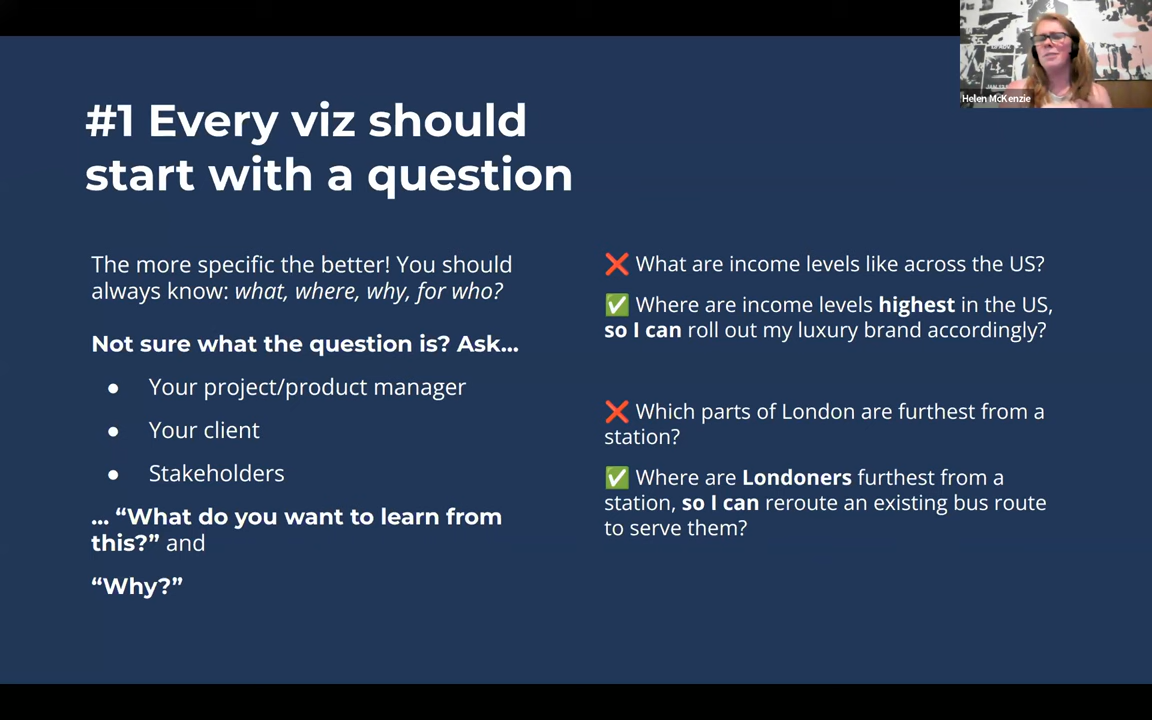 #1 Every viz should
start with a question
The more specific the better! You should
always know: what, where, why, for who?
Not sure what the question is? Ask...
● Your project/product manager
● Your client
● Stakeholders
... “What do you want to learn from
this?” and
“Why?”
❌ What are income levels like across the US?
✅ Where are income levels highest in the US,
so I can roll out my luxury brand accordingly?
❌ Which parts of London are furthest from a
station?
✅ Where are Londoners furthest from a
station, so I can reroute an existing bus route
to serve them?
Helen McKenzie